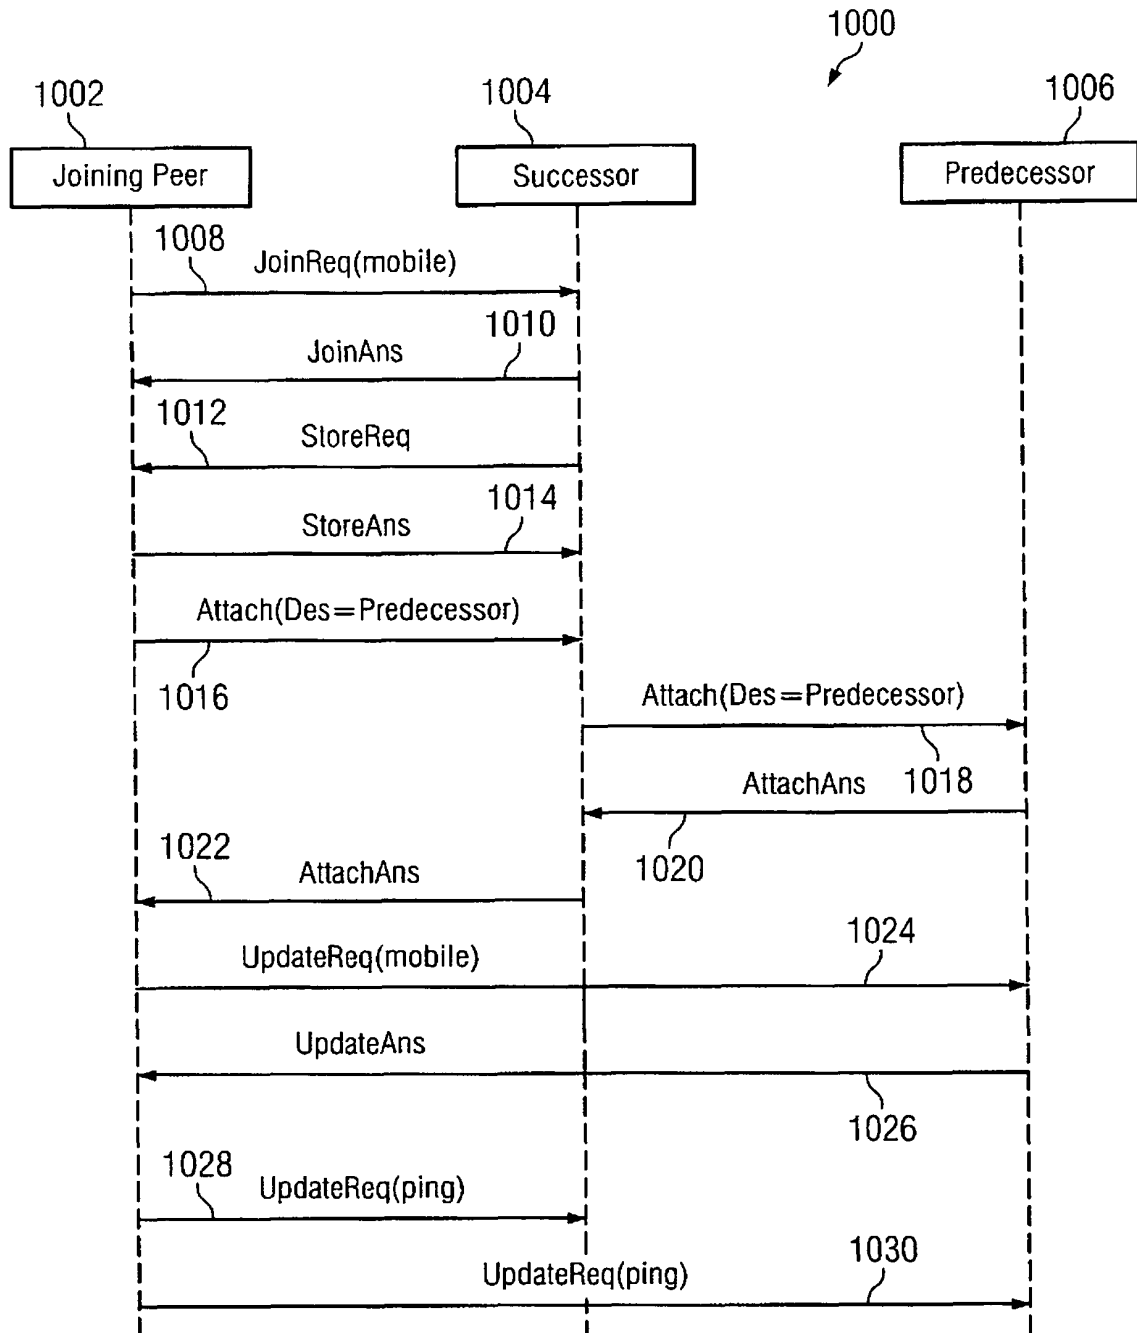 1000
1002
1004
1006
Joining Peer
Successor
Predecessor
1008
JoinReq(mobile)
1010
JoinAns
1012
StoreReq
1014
StoreAns
Attach(Des=Predecessor)
1016
Attach(Des=Predecessor)
1018
AttachAns
1020
1022
AttachAns
1024
UpdateReq(mobile)
UpdateAns
1026
1028
UpdateReq(ping)
1030
UpdateReq(ping)